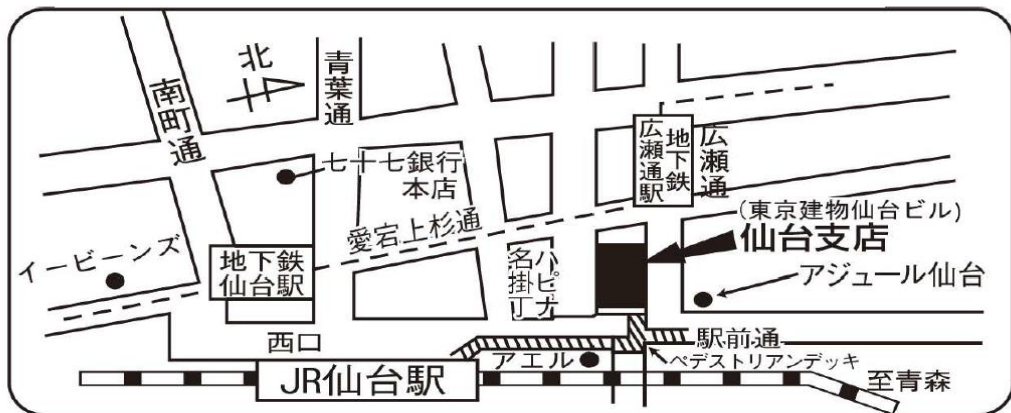 北
南町通
青葉通
七十七銀行
本店
愛宕上杉通
イービーンズ
地下鉄
仙台駅
地下鉄
広瀬通駅
広瀬通
(東京建物仙台ビル)
仙台支店
アジュール仙台
ハピナ
名掛丁
西口
アエル
駅前通
ペデストリアンデッキ
JR仙台駅
至青森